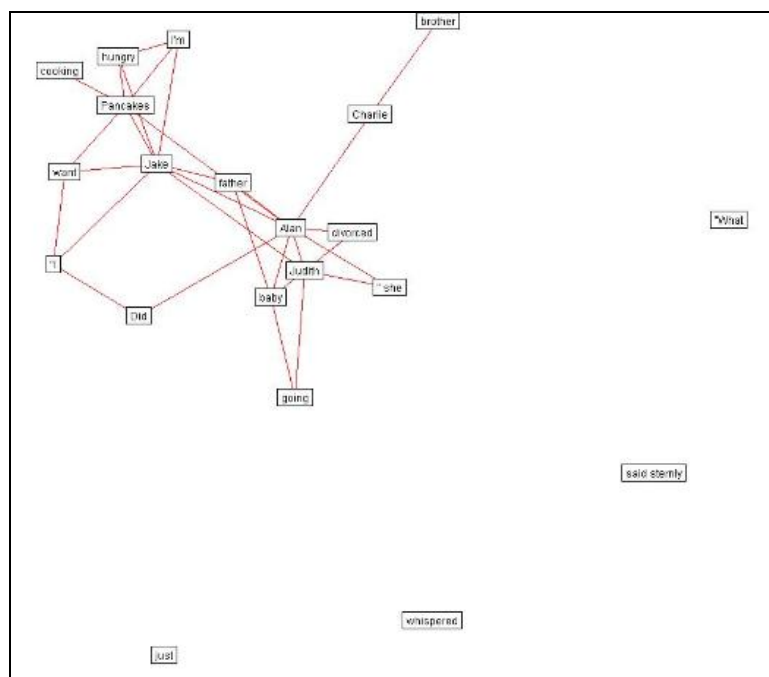 brother
I'm
hungry
cooking
Pancakes
Charlie
Jake
want
father
"What
Alan
divorced
"I
Judith
" she
baby
Did
going
said sternly
whispered
just